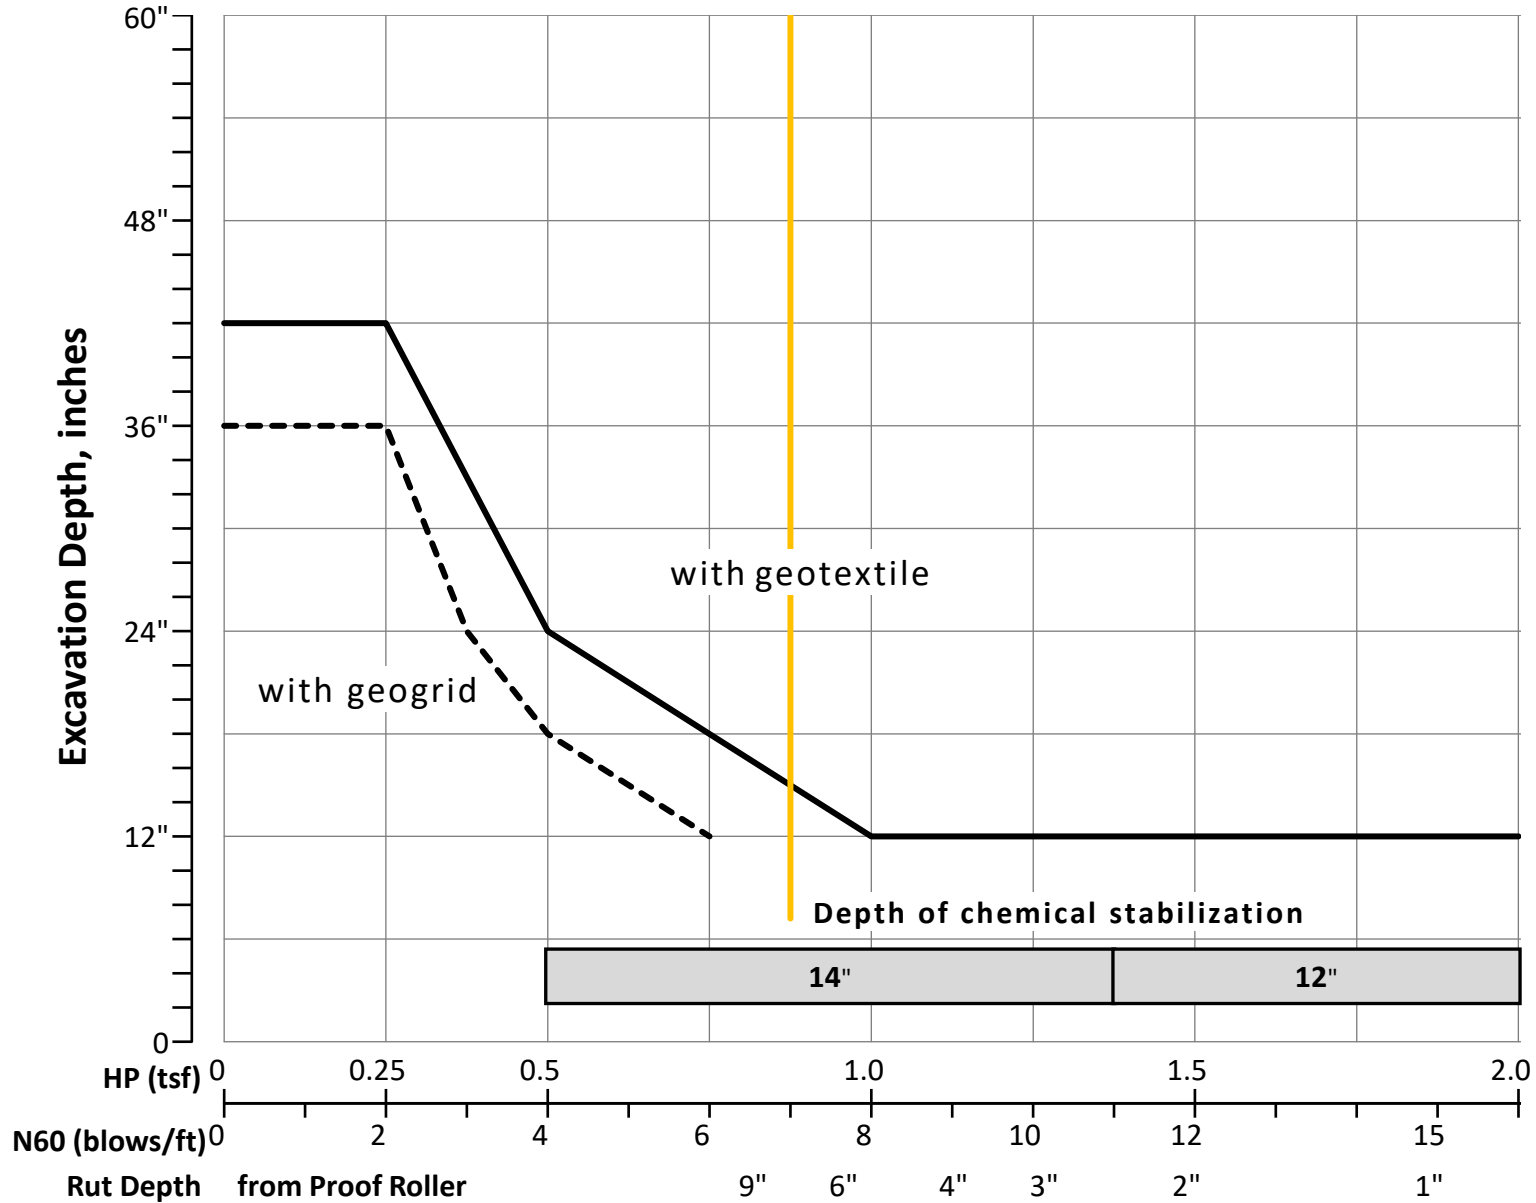 60"
48"
36"
24"
12"
0
Excavation Depth, inches
with geotextile
with geogrid
Depth of chemical stabilization
14" 12"
HP (tsf) 0 0.25 0.5 1.0 1.5 2.0
N60 (blows/ft) 0 2 4 6 8 10 12 15
Rut Depth from Proof Roller 9" 6" 4" 3" 2" 1"